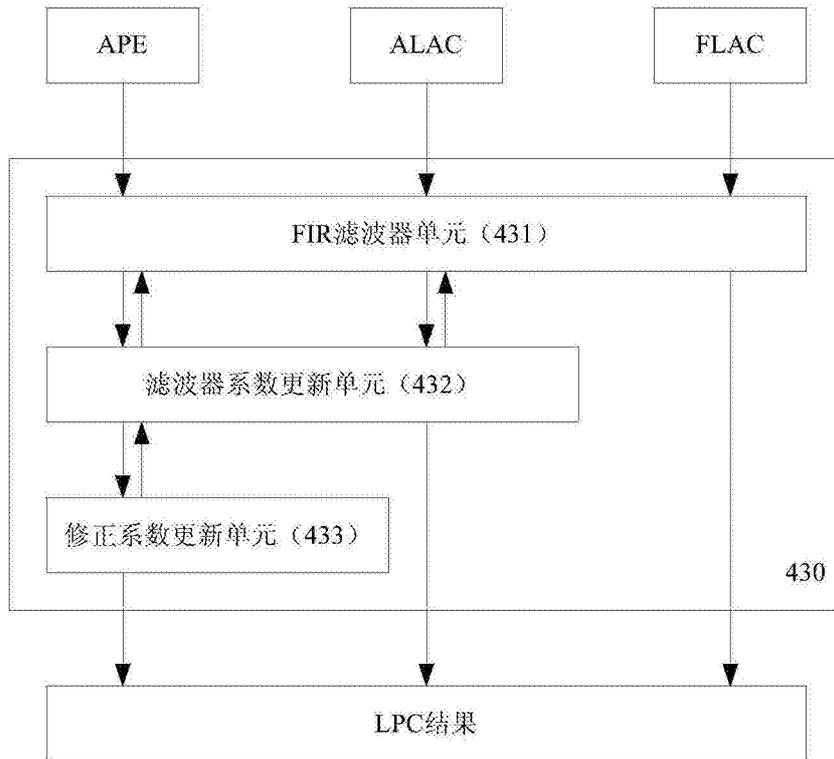 APE
ALAC
FLAC
FIR滤波器单元（431）
滤波器系数更新单元（432）
修正系数更新单元（433）
430
LPC结果